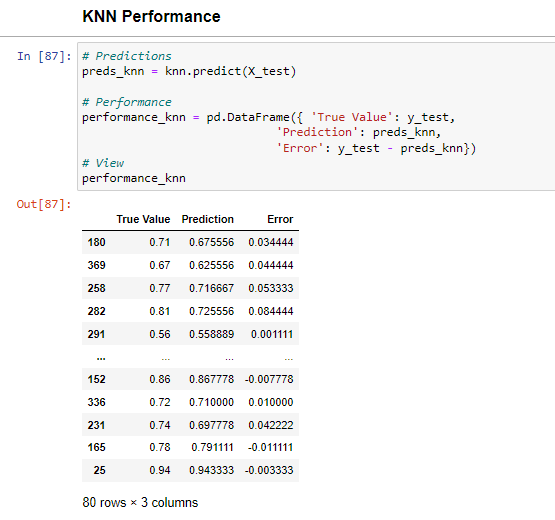 KNN Performance
In [87]: # Predictions
preds_knn = knn.predict(X_test)
# Performance
performance_knn = pd.DataFrame({ 'True Value': y_test,
'Prediction': preds_knn,
'Error': y_test - preds_knn})
# View
performance_knn
Out[87]:
True Value Prediction Error
180 0.71 0.675556 0.034444
369 0.67 0.625556 0.044444
258 0.77 0.716667 0.053333
282 0.81 0.725556 0.084444
291 0.56 0.558889 0.001111
... ... ... ...
152 0.86 0.867778 -0.007778
336 0.72 0.710000 0.010000
231 0.74 0.697778 0.042222
165 0.78 0.791111 -0.011111
25 0.94 0.943333 -0.003333
80 rows × 3 columns